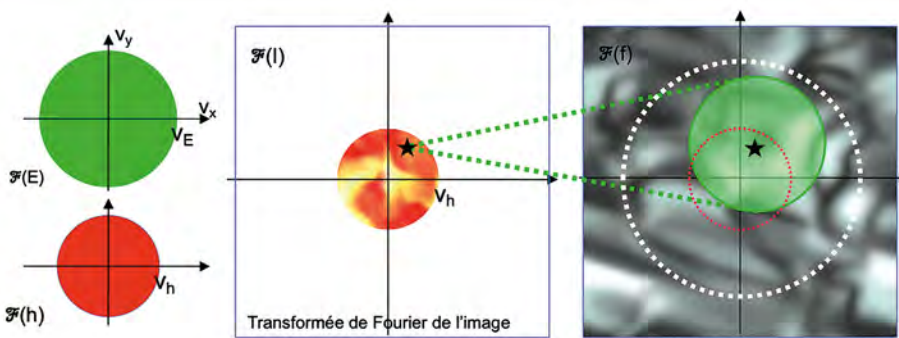 V_y
V_x
V_E
𝓕(E)
V_h
𝓕(h)
𝓕(I)
V_h
Transformée de Fourier de l'image
𝓕(f)